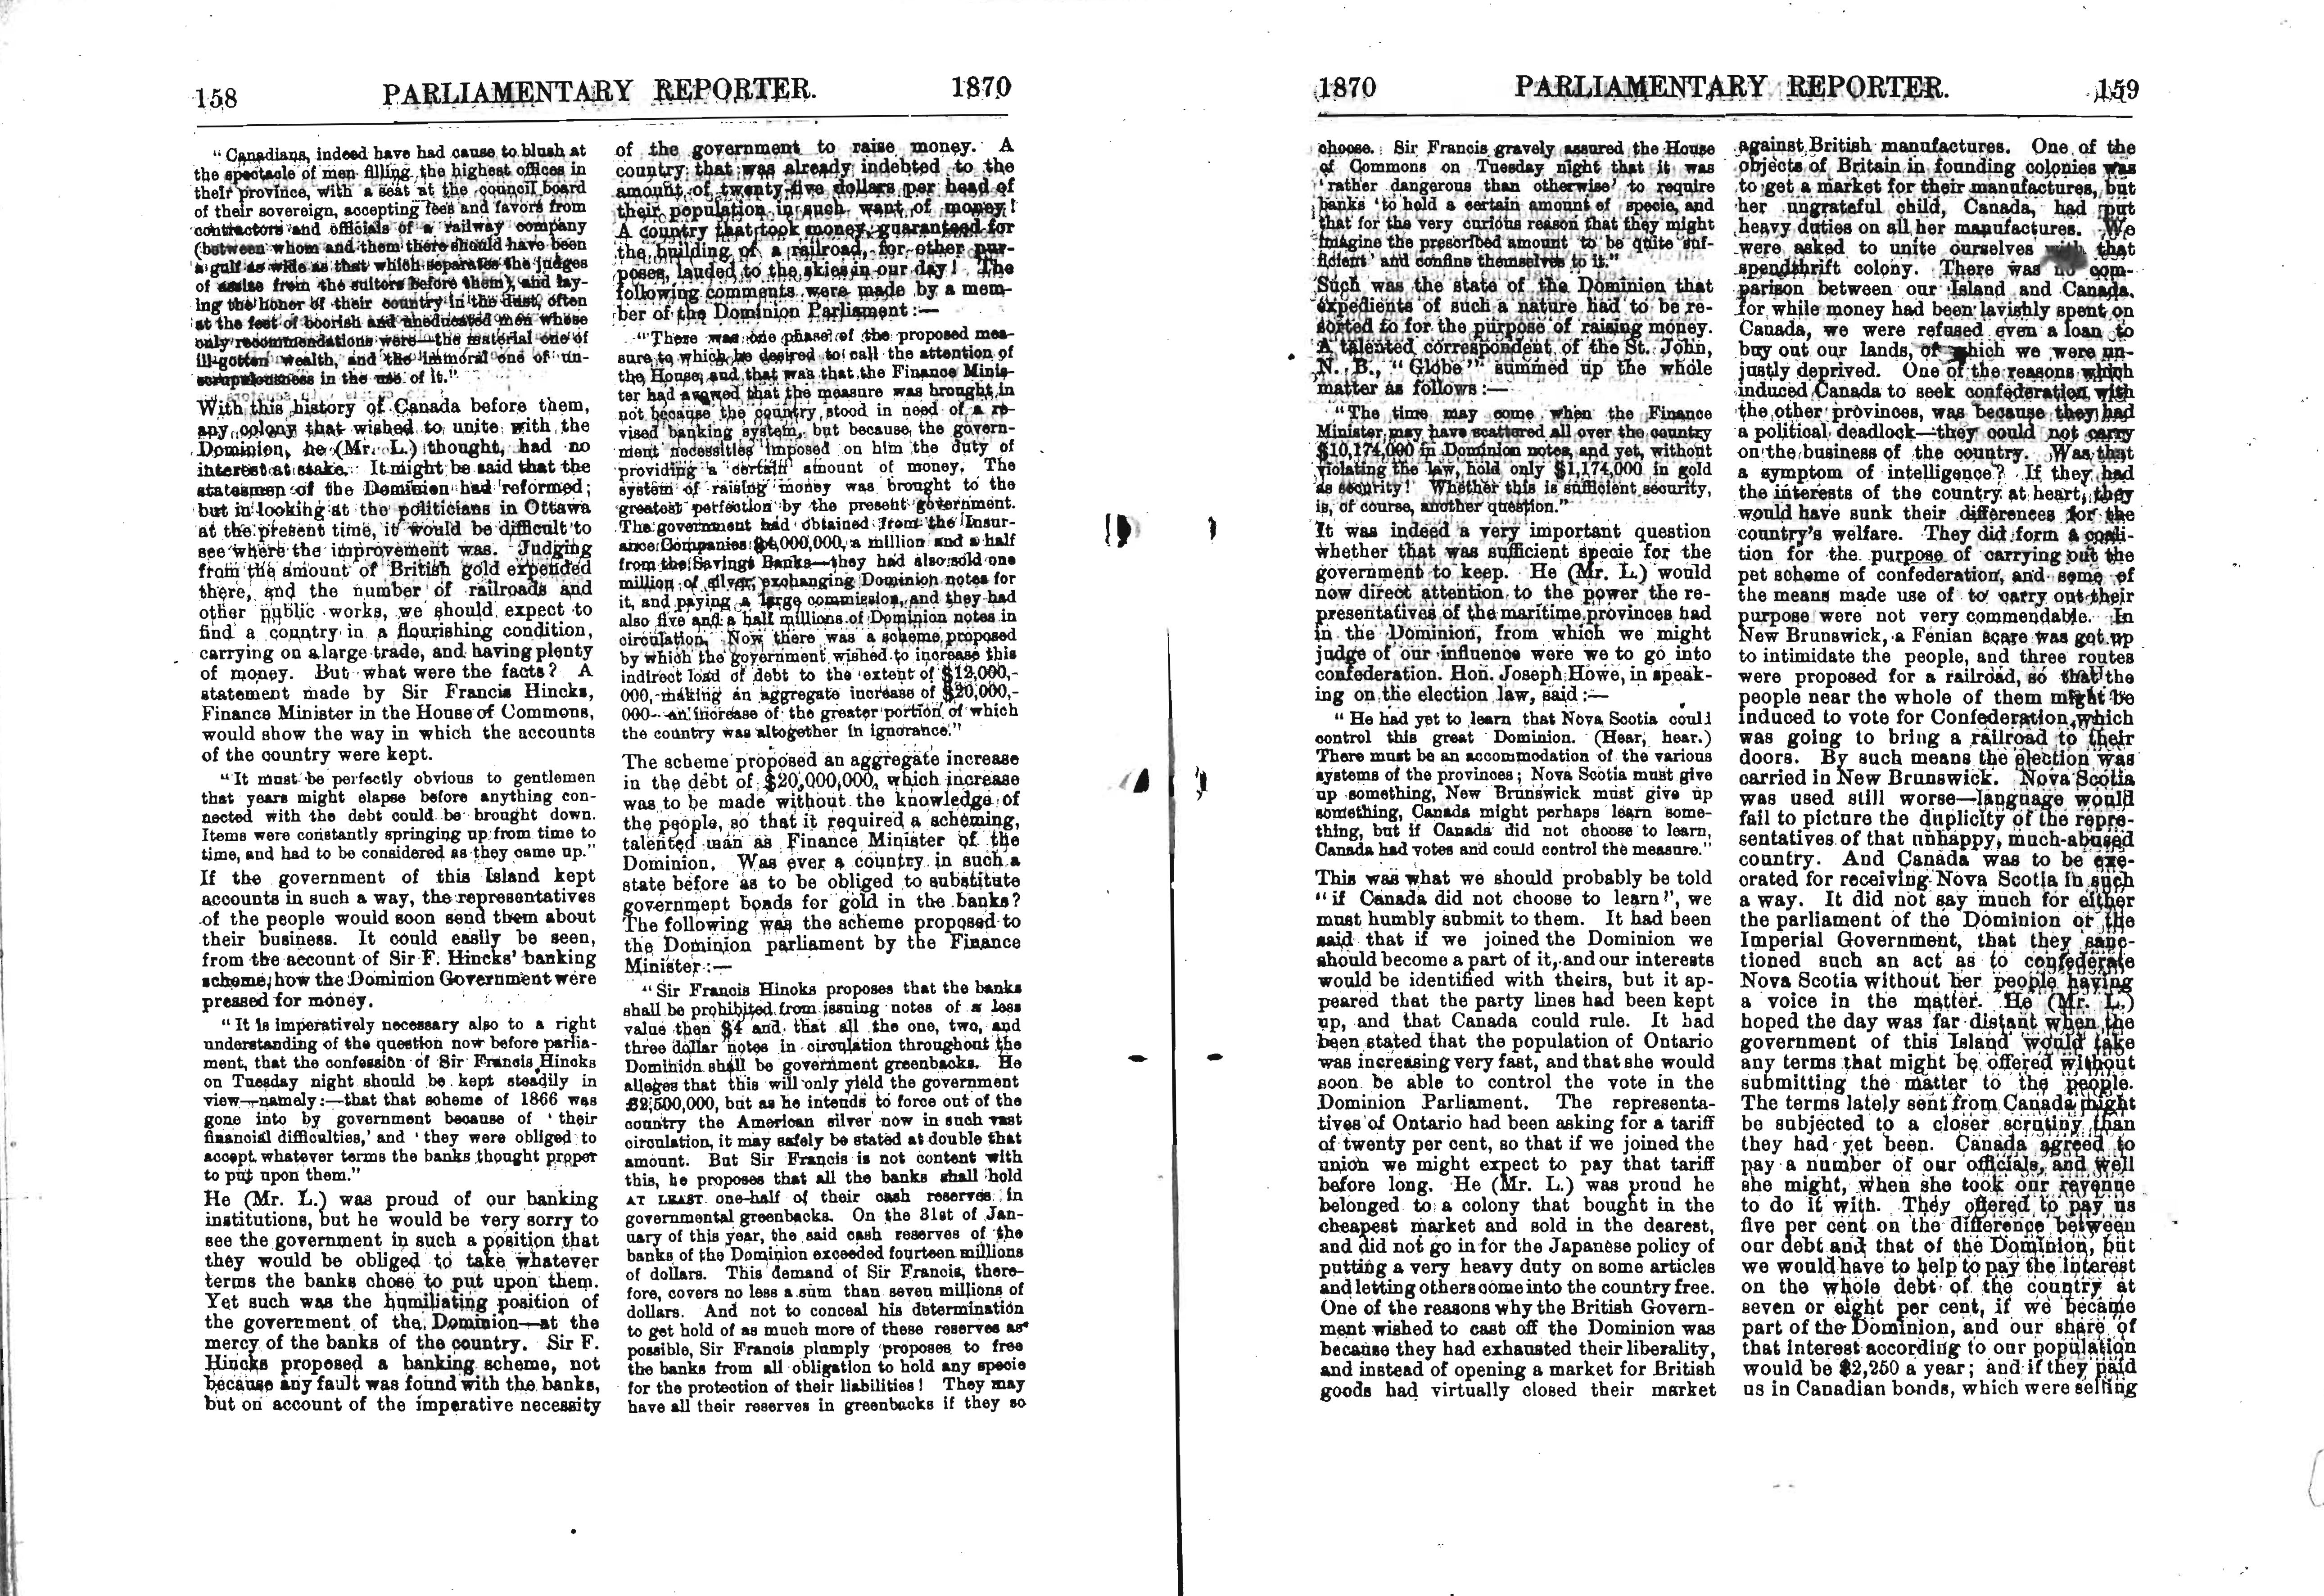 158 PARLIAMENTARY REPORTER. 1870
"Canadians, indeed have had cause to blush at
the spectacle of men filling the highest offices in
their province, with a seat at the council board
of their sovereign, accepting fees and favors from
contractors and officials of a railway company
(between whom and them there should have been
a gulf as wide as that which separates the judges
of assize from the suitors before them), and lay-
ing the honor of their country in the dust, often
at the feet of boorish and uneducated men whose
only recommendations were—the material one of
ill-gotten wealth, and the immoral one of un-
scrupulousness in the use of it."
With this history of Canada before them,
any colony that wished to unite with the
Dominion, he (Mr. L.) thought, had no
interest at stake. It might be said that the
statesmen of the Dominion had reformed;
but in looking at the politicians in Ottawa
at the present time, it would be difficult to
see where the improvement was. Judging
from the amount of British gold expended
there, and the number of railroads and
other public works, we should expect to
find a country in a flourishing condition,
carrying on a large trade, and having plenty
of money. But what were the facts? A
statement made by Sir Francis Hincks,
Finance Minister in the House of Commons,
would show the way in which the accounts
of the country were kept.
"It must be perfectly obvious to gentlemen
that years might elapse before anything con-
nected with the debt could be brought down.
Items were constantly springing up from time to
time, and had to be considered as they came up."
If the government of this Island kept
accounts in such a way, the representatives
of the people would soon send them about
their business. It could easily be seen,
from the account of Sir F. Hincks' banking
scheme, how the Dominion Government were
pressed for money.
"It is imperatively necessary also to a right
understanding of the question now before parlia-
ment, that the confession of Sir Francis Hincks
on Tuesday night should be kept steadily in
view—namely:—that that scheme of 1866 was
gone into by government because of 'their
financial difficulties,' and 'they were obliged to
accept whatever terms the banks thought proper
to put upon them."
He (Mr. L.) was proud of our banking
institutions, but he would be very sorry to
see the government in such a position that
they would be obliged to take whatever
terms the banks chose to put upon them.
Yet such was the humiliating position of
the government of the Dominion—at the
mercy of the banks of the country. Sir F.
Hincks proposed a banking scheme, not
because any fault was found with the banks,
but on account of the imperative necessity
of the government to raise money. A
country that was already indebted to the
amount of twenty-five dollars per head of
their population in such want of money!
A country that took money, guaranteed for
the building of a railroad, for other pur-
poses, lauded to the skies in our day! The
following comments were made by a mem-
ber of the Dominion Parliament:—
"There was one phase of the proposed mea-
sure to which he desired to call the attention of
the House, and that was that the Finance Minis-
ter had avowed that the measure was brought in
not because the country stood in need of a re-
vised banking system, but because the govern-
ment necessities imposed on him the duty of
providing a certain amount of money. The
system of raising money was brought to the
greatest perfection by the present government.
The government had obtained from the Insur-
ance Companies $4,000,000, a million and a half
from the Savings Banks—they had also sold one
million of silver, exchanging Dominion notes for
it, and paying a large commission, and they had
also five and a half millions of Dominion notes in
circulation. Now there was a scheme proposed
by which the government wished to increase this
indirect load of debt to the extent of $12,000,-
000, making an aggregate increase of $20,000,-
000—an increase of the greater portion of which
the country was altogether in ignorance."
The scheme proposed an aggregate increase
in the debt of $20,000,000, which increase
was to be made without the knowledge of
the people, so that it required a scheming,
talented man as Finance Minister of the
Dominion. Was ever a country in such a
state before as to be obliged to substitute
government bonds for gold in the banks?
The following was the scheme proposed to
the Dominion parliament by the Finance
Minister:—
"Sir Francis Hincks proposes that the banks
shall be prohibited from issuing notes of a less
value then $4 and that all the one, two, and
three dollar notes in circulation throughout the
Dominion shall be government greenbacks. He
alleges that this will only yield the government
$2,500,000, but as he intends to force out of the
country the American silver now in such vast
circulation, it may safely be stated at double that
amount. But Sir Francis is not content with
this, he proposes that all the banks shall hold
AT LEAST one-half of their cash reserves in
governmental greenbacks. On the 31st of Jan-
uary of this year, the said cash reserves of the
banks of the Dominion exceeded fourteen millions
of dollars. This demand of Sir Francis, there-
fore, covers no less a sum than seven millions of
dollars. And not to conceal his determination
to get hold of as much more of these reserves as
possible, Sir Francis plumply proposes to free
the banks from all obligation to hold any specie
for the protection of their liabilities! They may
have all their reserves in greenbacks if they so
1870 PARLIAMENTARY REPORTER. 159
choose. Sir Francis gravely assured the House
of Commons on Tuesday night that it was
'rather dangerous than otherwise' to require
banks 'to hold a certain amount of specie, and
that for the very curious reason that they might
imagine the prescribed amount to be quite suf-
ficient' and confine themselves to it."
Such was the state of the Dominion that
expedients of such a nature had to be re-
sorted to for the purpose of raising money.
A talented correspondent of the St. John,
N. B., "Globe" summed up the whole
matter as follows:—
"The time may come when the Finance
Minister may have scattered all over the country
$10,174,000 in Dominion notes, and yet, without
violating the law, hold only $1,174,000 in gold
as security! Whether this is sufficient security,
is, of course, another question."
It was indeed a very important question
whether that was sufficient specie for the
government to keep. He (Mr. L.) would
now direct attention to the power the re-
presentatives of the maritime provinces had
in the Dominion, from which we might
judge of our influence were we to go into
confederation. Hon. Joseph Howe, in speak-
ing on the election law, said:—
"He had yet to learn that Nova Scotia could
control this great Dominion. (Hear, hear.)
There must be an accommodation of the various
systems of the provinces; Nova Scotia must give
up something, New Brunswick must give up
something, Canada might perhaps learn some-
thing, but if Canada did not choose to learn,
Canada had votes and could control the measure."
This was what we should probably be told
"if Canada did not choose to learn", we
must humbly submit to them. It had been
said that if we joined the Dominion we
should become a part of it, and our interests
would be identified with theirs, but it ap-
peared that the party lines had been kept
up, and that Canada could rule. It had
been stated that the population of Ontario
was increasing very fast, and that she would
soon be able to control the vote in the
Dominion Parliament. The representa-
tives of Ontario had been asking for a tariff
of twenty per cent, so that if we joined the
union we might expect to pay that tariff
before long. He (Mr. L.) was proud he
belonged to a colony that bought in the
cheapest market and sold in the dearest,
and did not go in for the Japanese policy of
putting a very heavy duty on some articles
and letting others come into the country free.
One of the reasons why the British Govern-
ment wished to cast off the Dominion was
because they had exhausted their liberality,
and instead of opening a market for British
goods had virtually closed their market
against British manufactures. One of the
objects of Britain in founding colonies was
to get a market for their manufactures, but
her ungrateful child, Canada, had put
heavy duties on all her manufactures. We
were asked to unite ourselves with that
spendthrift colony. There was no com-
parison between our Island and Canada,
for while money had been lavishly spent on
Canada, we were refused even a loan to
buy out our lands, of which we were un-
justly deprived. One of the reasons which
induced Canada to seek confederation with
the other provinces, was because they had
a political deadlock—they could not carry
on the business of the country. Was that
a symptom of intelligence? If they had
the interests of the country at heart, they
would have sunk their differences for the
country's welfare. They did form a coali-
tion for the purpose of carrying out the
pet scheme of confederation, and some of
the means made use of to carry out their
purpose were not very commendable. In
New Brunswick, a Fenian scare was got up
to intimidate the people, and three routes
were proposed for a railroad, so that the
people near the whole of them might be
induced to vote for Confederation, which
was going to bring a railroad to their
doors. By such means the election was
carried in New Brunswick. Nova Scotia
was used still worse—language would
fail to picture the duplicity of the repre-
sentatives of that unhappy, much-abused
country. And Canada was to be exe-
crated for receiving Nova Scotia in such
a way. It did not say much for either
the parliament of the Dominion or the
Imperial Government, that they sanc-
tioned such an act as to confederate
Nova Scotia without her people having
a voice in the matter. He (Mr. L.)
hoped the day was far distant when the
government of this Island would take
any terms that might be offered without
submitting the matter to the people.
The terms lately sent from Canada might
be subjected to a closer scrutiny than
they had yet been. Canada agreed to
pay a number of our officials, and well
she might, when she took our revenue
to do it with. They offered to pay us
five per cent on the difference between
our debt and that of the Dominion, but
we would have to help to pay the interest
on the whole debt of the country at
seven or eight per cent, if we became
part of the Dominion, and our share of
that interest according to our population
would be $2,250 a year; and if they paid
us in Canadian bonds, which were selling